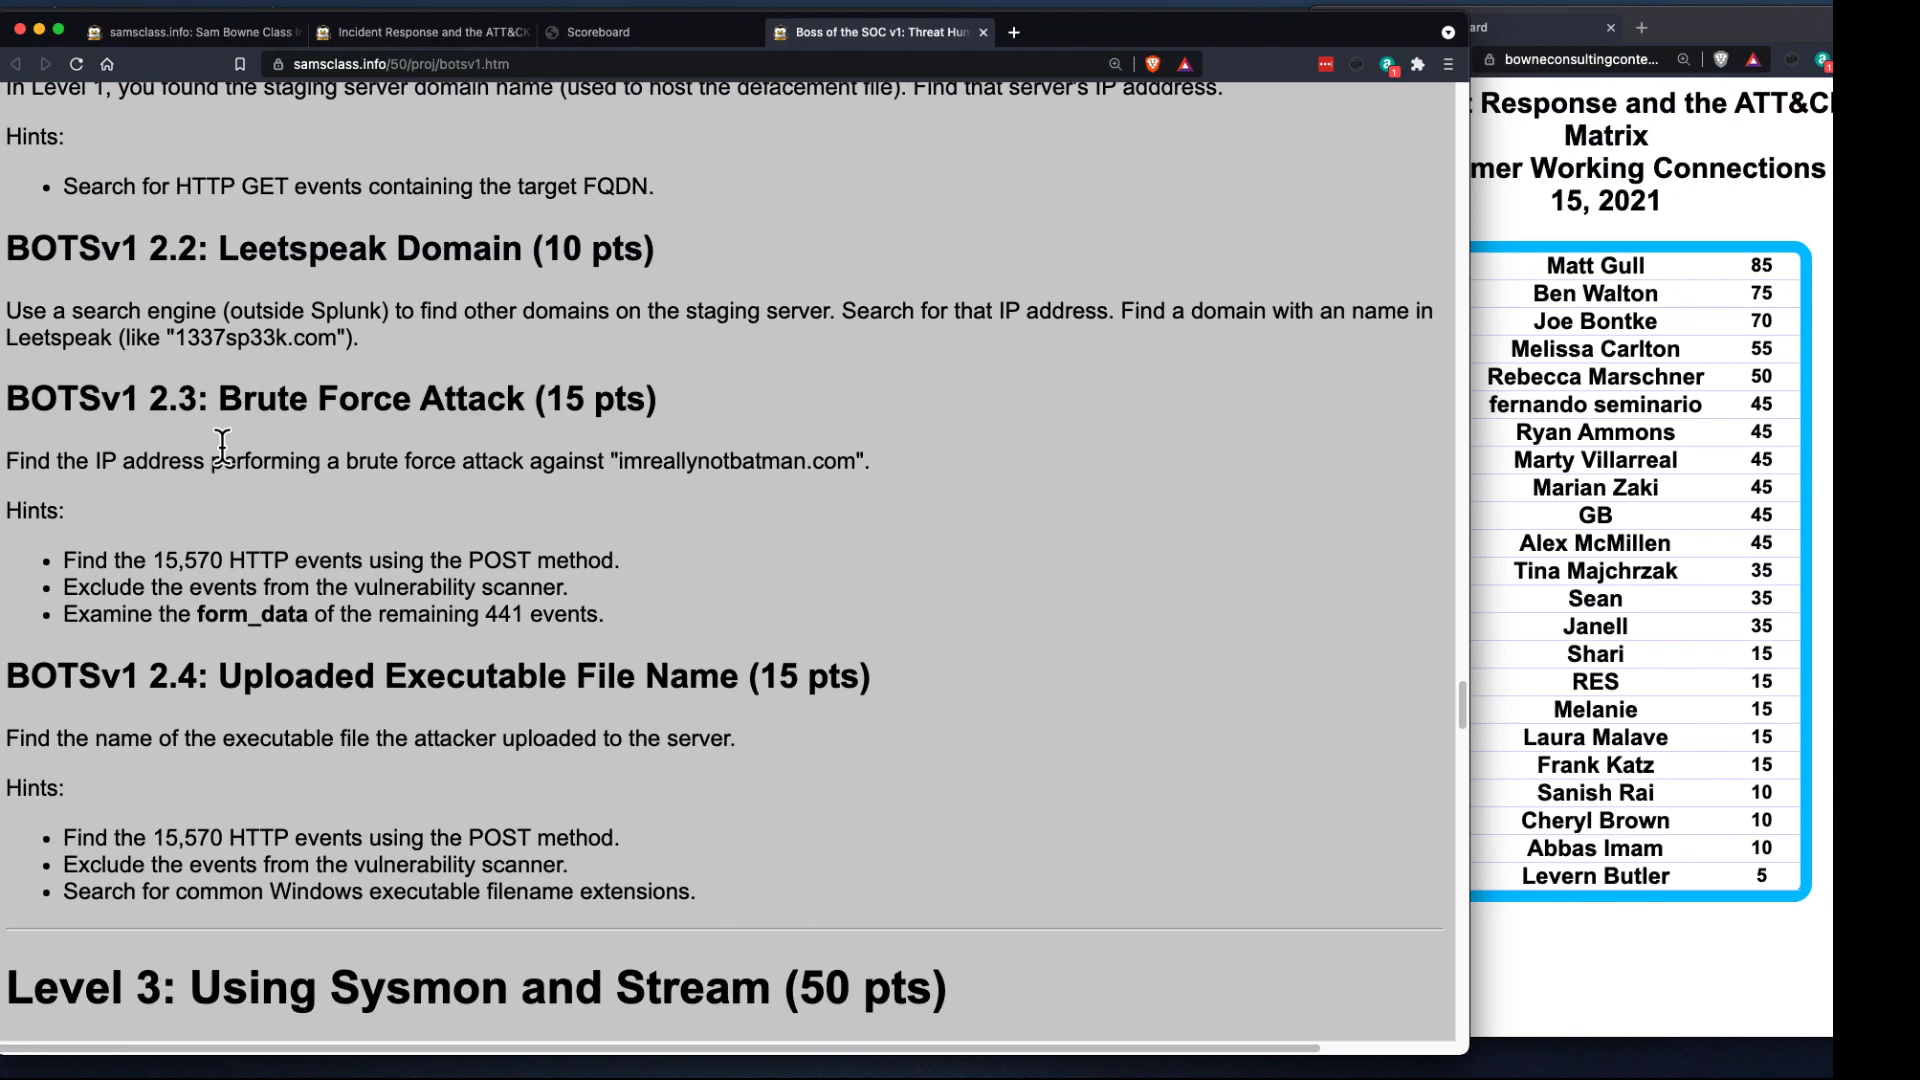 samsclass.info: Sam Bowne Class
Incident Response and the ATT&CK
Scoreboard
Boss of the SOC v1: Threat Hun
ard
samsclass.info/50/proj/botsv1.htm
bowneconsultingconte...
In Level 1, you found the staging server domain name (used to host the defacement file). Find that server's IP adddress.
Hints:
• Search for HTTP GET events containing the target FQDN.
BOTSv1 2.2: Leetspeak Domain (10 pts)
Use a search engine (outside Splunk) to find other domains on the staging server. Search for that IP address. Find a domain with an name in
Leetspeak (like "1337sp33k.com").
BOTSv1 2.3: Brute Force Attack (15 pts)
Find the IP address performing a brute force attack against "imreallynotbatman.com".
Hints:
• Find the 15,570 HTTP events using the POST method.
• Exclude the events from the vulnerability scanner.
• Examine the form_data of the remaining 441 events.
BOTSv1 2.4: Uploaded Executable File Name (15 pts)
Find the name of the executable file the attacker uploaded to the server.
Hints:
• Find the 15,570 HTTP events using the POST method.
• Exclude the events from the vulnerability scanner.
• Search for common Windows executable filename extensions.
Level 3: Using Sysmon and Stream (50 pts)
Response and the ATT&C
Matrix
mer Working Connections
15, 2021
Matt Gull 85
Ben Walton 75
Joe Bontke 70
Melissa Carlton 55
Rebecca Marschner 50
fernando seminario 45
Ryan Ammons 45
Marty Villarreal 45
Marian Zaki 45
GB 45
Alex McMillen 45
Tina Majchrzak 35
Sean 35
Janell 35
Shari 15
RES 15
Melanie 15
Laura Malave 15
Frank Katz 15
Sanish Rai 10
Cheryl Brown 10
Abbas Imam 10
Levern Butler 5